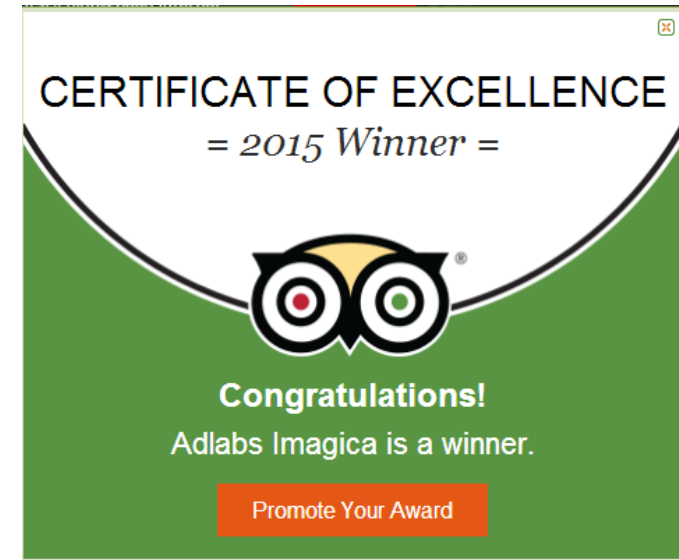 CERTIFICATE OF EXCELLENCE
= 2015 Winner =
®
Congratulations!
Adlabs Imagica is a winner.
Promote Your Award